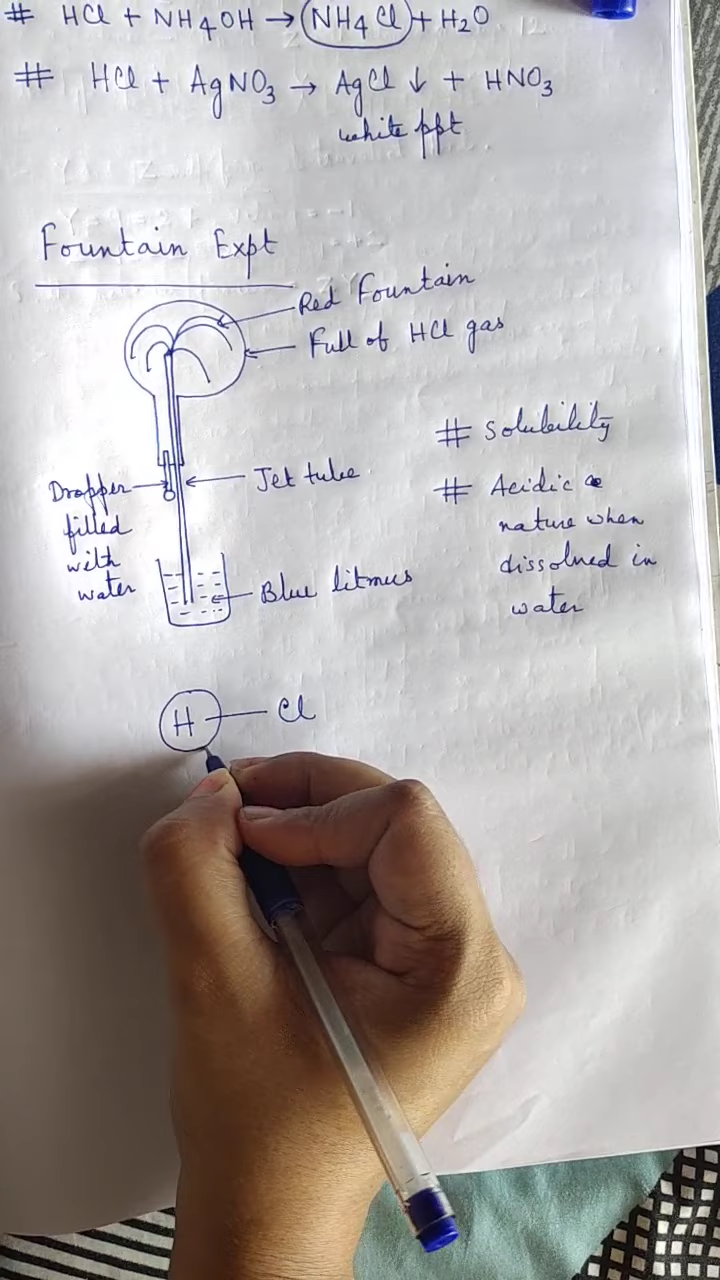 # HCl + NH4OH → NH4Cl + H2O
# HCl + AgNO3 → AgCl ↓ + HNO3
white ppt
Fountain Expt
Red Fountain
Full of HCl gas
Dropper
filled
with
water
Jet tube
Blue litmus
# Solubility
# Acidic
nature when
dissolned in
water
H — Cl